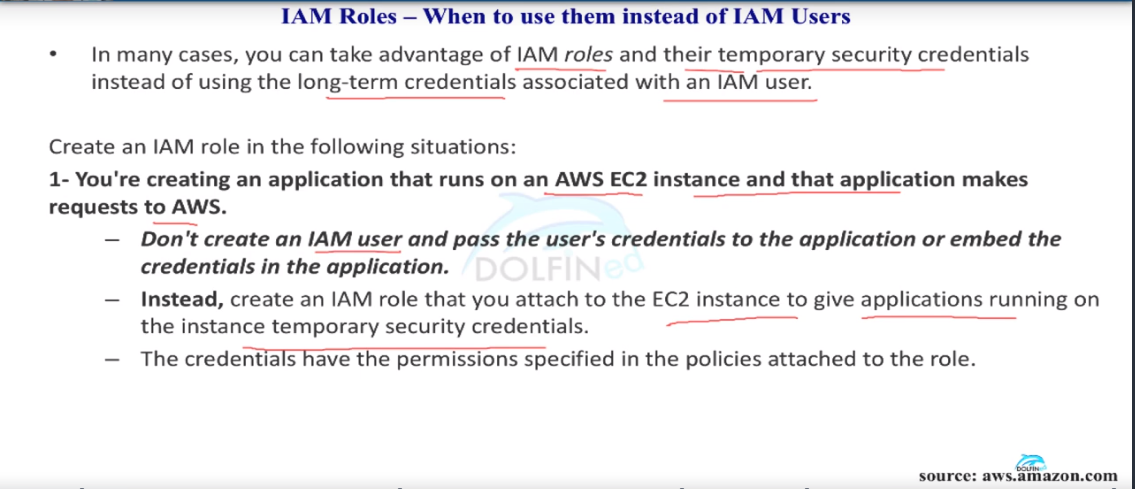 IAM Roles – When to use them instead of IAM Users
• In many cases, you can take advantage of IAM roles and their temporary security credentials
instead of using the long-term credentials associated with an IAM user.
Create an IAM role in the following situations:
1- You're creating an application that runs on an AWS EC2 instance and that application makes
requests to AWS.
– Don't create an IAM user and pass the user's credentials to the application or embed the
credentials in the application.
DOLFINed
– Instead, create an IAM role that you attach to the EC2 instance to give applications running on
the instance temporary security credentials.
– The credentials have the permissions specified in the policies attached to the role.
DOLFIN
source: aws.amazon.com